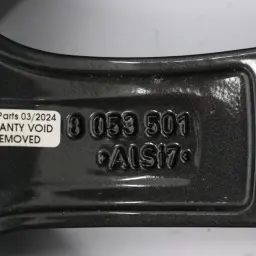 Parts 03/2024
ANTY VOID
EMOVED
8 053 501
•AISI7•